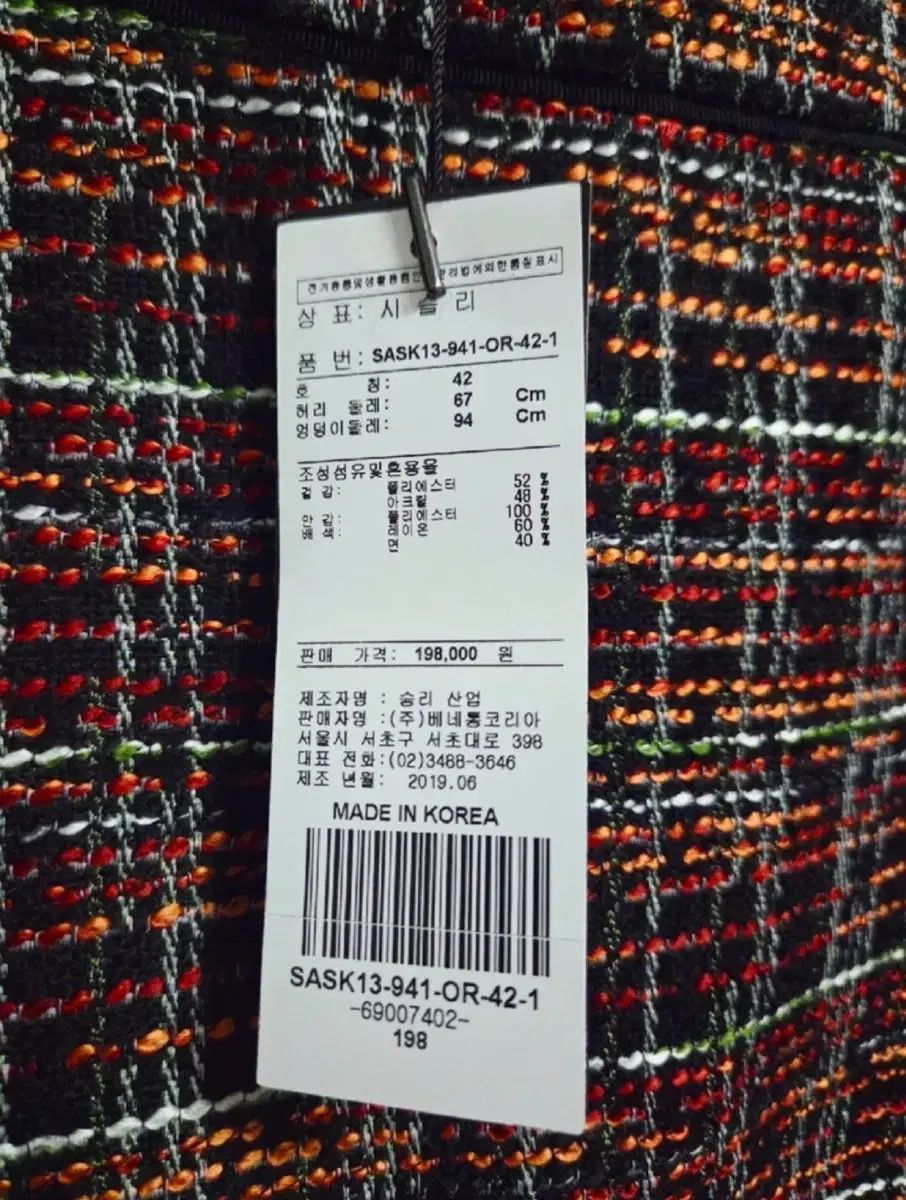 상 표: 시 슬 리
품 번: SASK13-941-OR-42-1
호 칭: 42
허리 둘레: 67 Cm
엉덩이둘레: 94 Cm
조성섬유및혼용율
겉 감: 폴리에스터 52 %
아크릴 48 %
안 감: 폴리에스터 100 %
배 색: 레이온 60 %
면 40 %
판매 가격: 198,000 원
제조자명 : 승리 산업
판매자명 :(주)베네통코리아
서울시 서초구 서초대로 398
대표 전화:(02)3488-3646
제조 년월: 2019.06
MADE IN KOREA
SASK13-941-OR-42-1
-69007402-
198